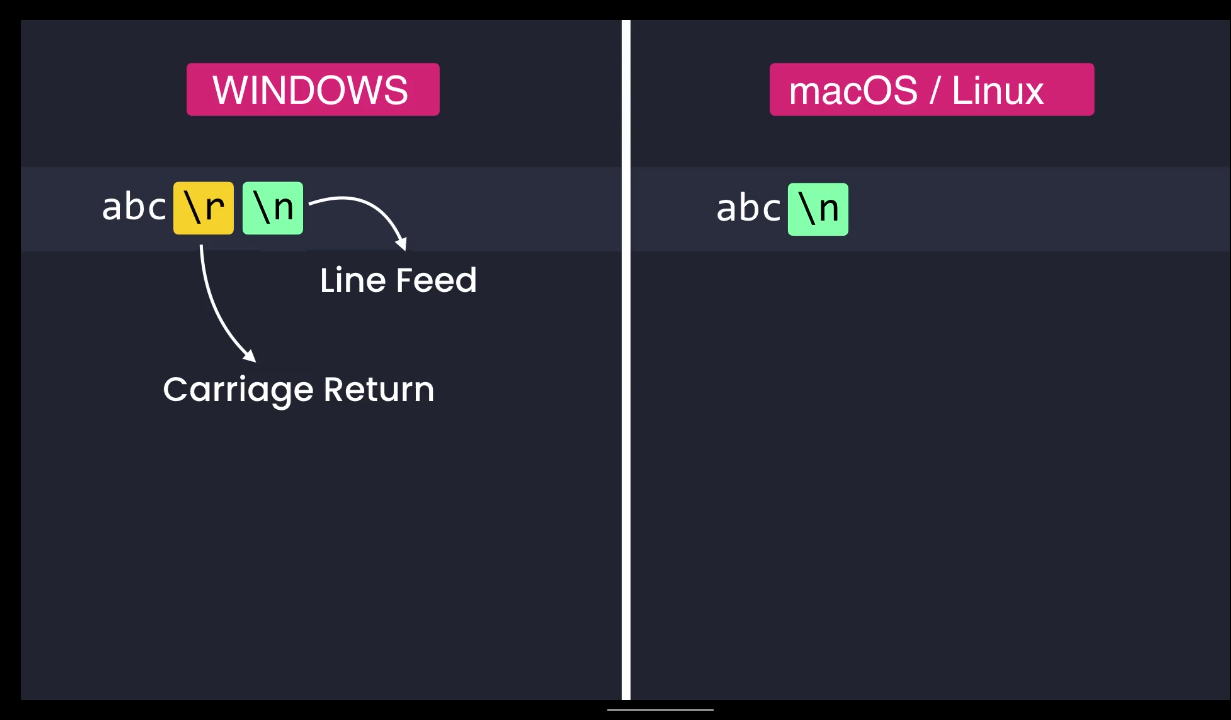 WINDOWS
abc\r\n
Line Feed
Carriage Return
macOS / Linux
abc\n